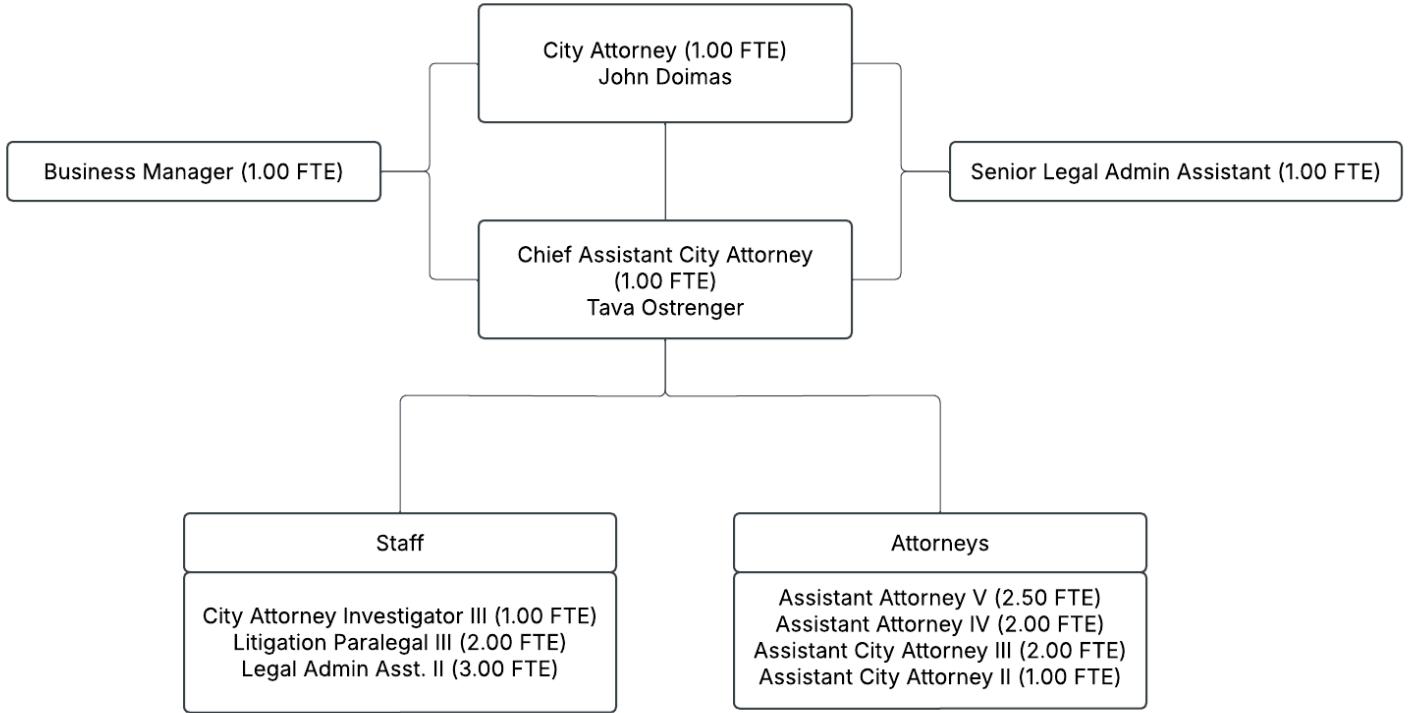 City Attorney (1.00 FTE)
John Doimas
Business Manager (1.00 FTE)
Senior Legal Admin Assistant (1.00 FTE)
Chief Assistant City Attorney
(1.00 FTE)
Tava Ostrenger
Staff
City Attorney Investigator III (1.00 FTE)
Litigation Paralegal III (2.00 FTE)
Legal Admin Asst. II (3.00 FTE)
Attorneys
Assistant Attorney V (2.50 FTE)
Assistant Attorney IV (2.00 FTE)
Assistant City Attorney III (2.00 FTE)
Assistant City Attorney II (1.00 FTE)